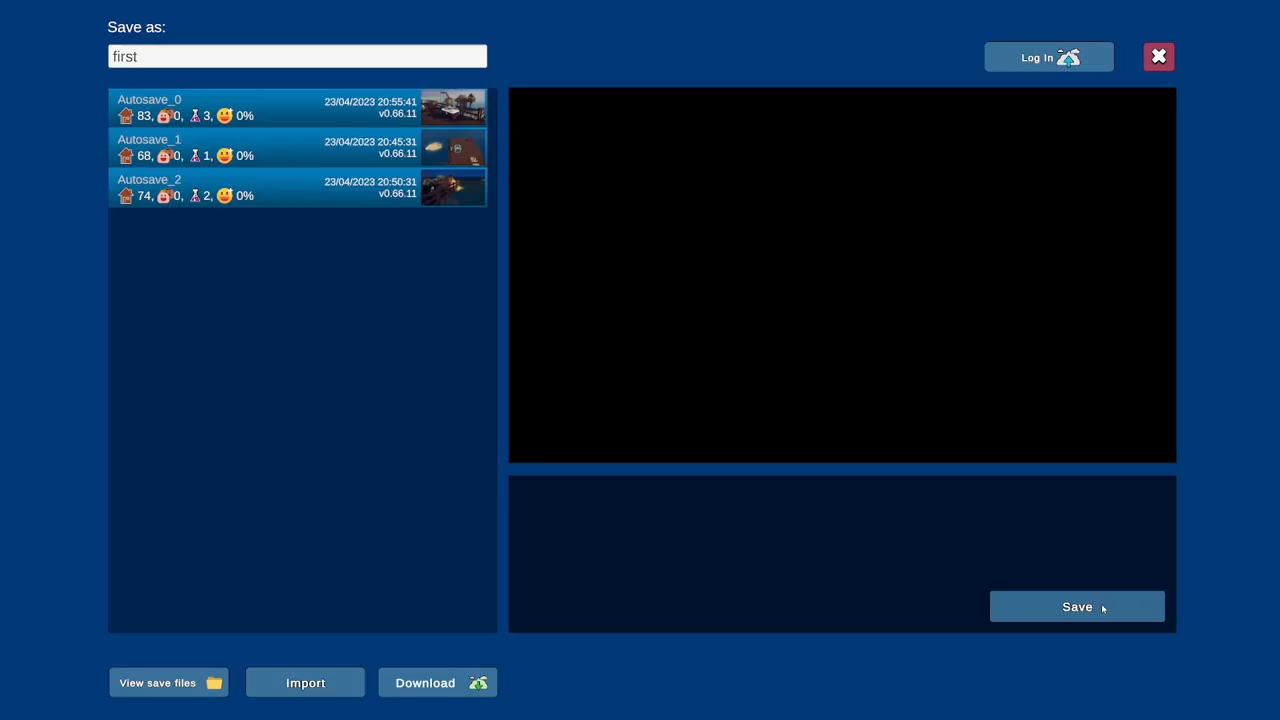 Save as:
first
Log In
Autosave_0
23/04/2023 20:55:41
83, 0, 3, 0%
v0.66.11
Autosave_1
23/04/2023 20:45:31
68, 0, 1, 0%
v0.66.11
Autosave_2
23/04/2023 20:50:31
74, 0, 2, 0%
v0.66.11
Save
View save files
Import
Download